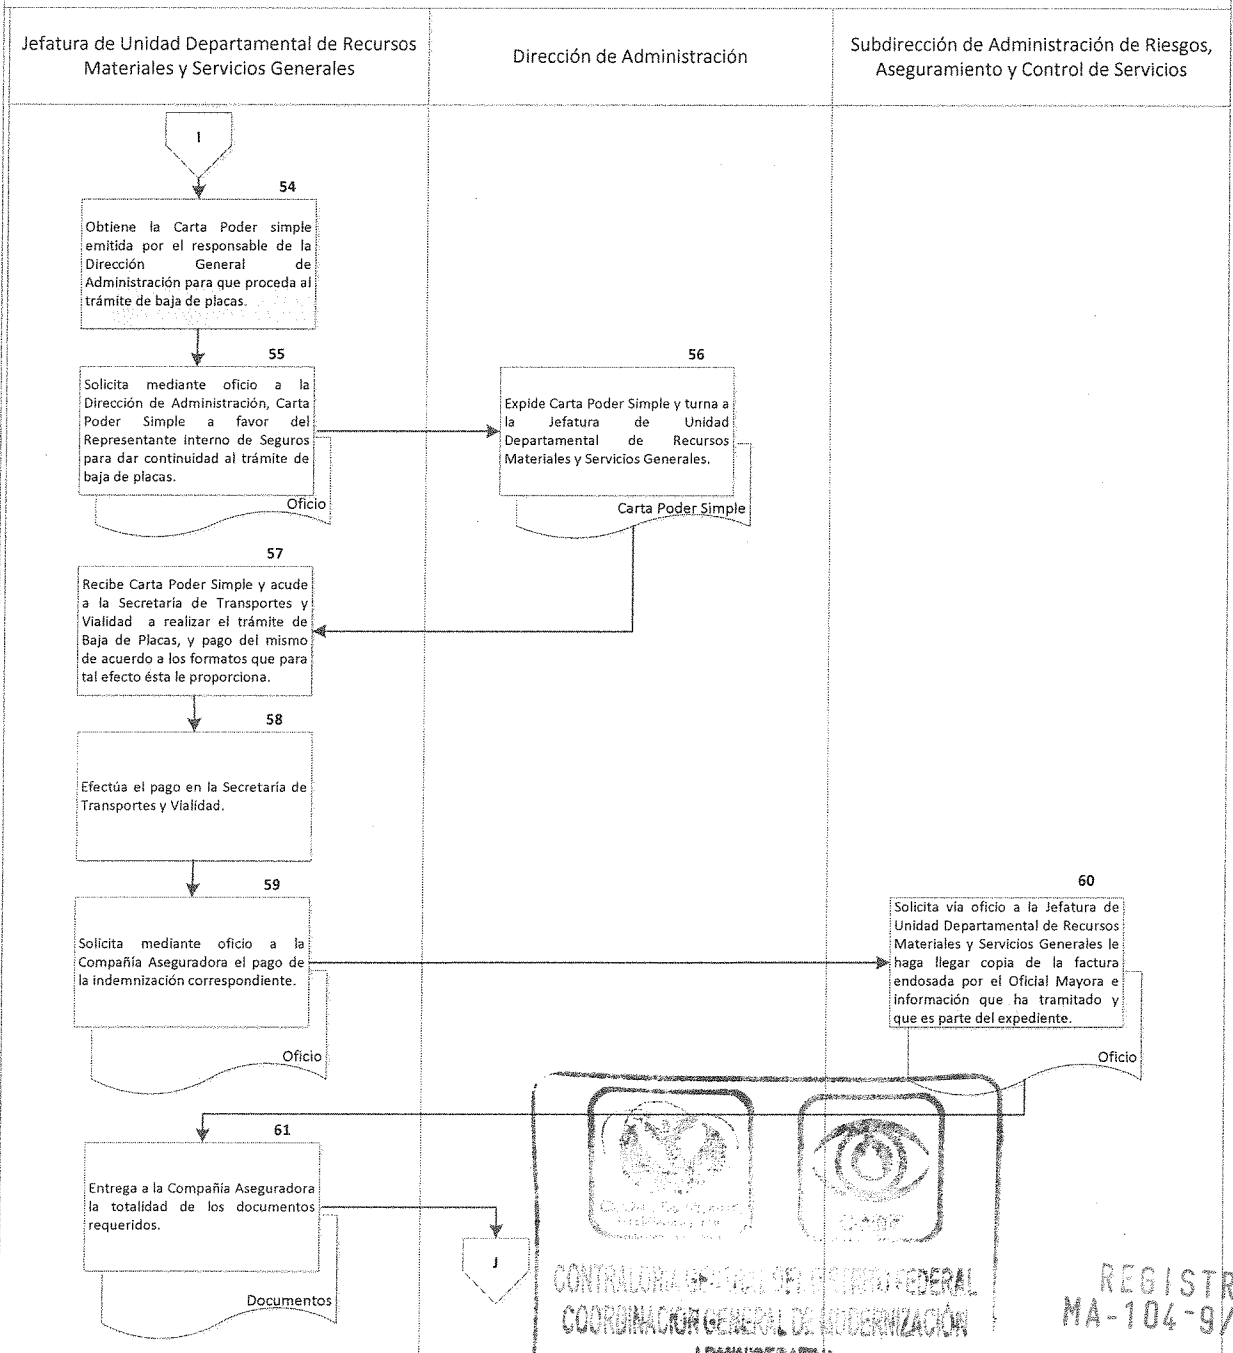 Jefatura de Unidad Departamental de Recursos
Materiales y Servicios Generales
Dirección de Administración
Subdirección de Administración de Riesgos,
Aseguramiento y Control de Servicios
I
54
Obtiene la Carta Poder simple
emitida por el responsable de la
Dirección General de
Administración para que proceda al
trámite de baja de placas.
55
Solicita mediante oficio a la
Dirección de Administración, Carta
Poder Simple a favor del
Representante Interno de Seguros
para dar continuidad al trámite de
baja de placas.
Oficio
56
Expide Carta Poder Simple y turna a
la Jefatura de Unidad
Departamental de Recursos
Materiales y Servicios Generales.
Carta Poder Simple
57
Recibe Carta Poder Simple y acude
a la Secretaría de Transportes y
Vialidad a realizar el trámite de
Baja de Placas, y pago del mismo
de acuerdo a los formatos que para
tal efecto ésta le proporciona.
58
Efectúa el pago en la Secretaría de
Transportes y Vialidad.
59
Solicita mediante oficio a la
Compañía Aseguradora el pago de
la indemnización correspondiente.
Oficio
60
Solicita vía oficio a la Jefatura de
Unidad Departamental de Recursos
Materiales y Servicios Generales le
haga llegar copia de la factura
endosada por el Oficial Mayora e
información que ha tramitado y
que es parte del expediente.
Oficio
61
Entrega a la Compañía Aseguradora
la totalidad de los documentos
requeridos.
Documentos
J
CONTRALORIA GENERAL DEL DISTRITO FEDERAL
COORDINACIÓN GENERAL DE MODERNIZACIÓN
REGISTR
MA-104-9/